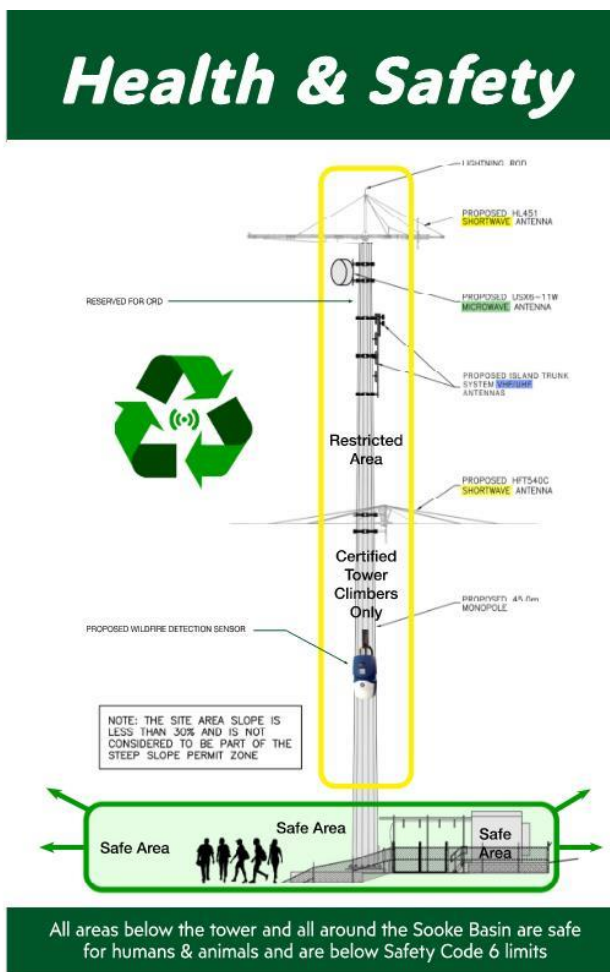 Health & Safety
LIGHTNING ROD
PROPOSED HL451
SHORTWAVE ANTENNA
RESERVED FOR CRD
PROPOSED USX6-11W
MICROWAVE ANTENNA
PROPOSED ISLAND TRUNK
SYSTEM VHF/UHF
ANTENNAS
Restricted
Area
PROPOSED HFT540C
SHORTWAVE ANTENNA
Certified
Tower
Climbers
Only
PROPOSED 45.0m
MONOPOLE
PROPOSED WILDFIRE DETECTION SENSOR
NOTE: THE SITE AREA SLOPE IS
LESS THAN 30% AND IS NOT
CONSIDERED TO BE PART OF THE
STEEP SLOPE PERMIT ZONE
Safe Area
Safe Area
Safe
Area
All areas below the tower and all around the Sooke Basin are safe
for humans & animals and are below Safety Code 6 limits